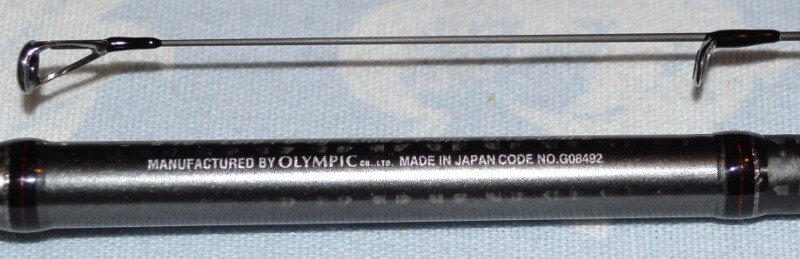 MANUFACTURED BY OLYMPIC CO.,LTD. MADE IN JAPAN CODE NO.G08492